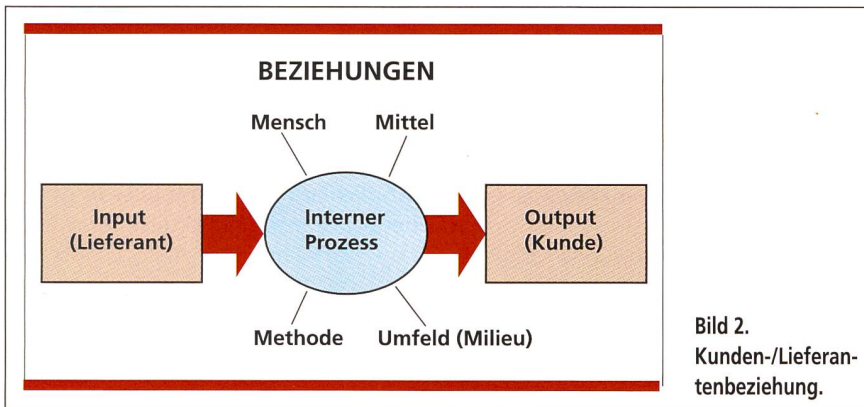 BEZIEHUNGEN
Mensch
Mittel
Input
(Lieferant)
Interner
Prozess
Output
(Kunde)
Methode
Umfeld (Milieu)
Bild 2.
Kunden-/Lieferan-
tenbeziehung.